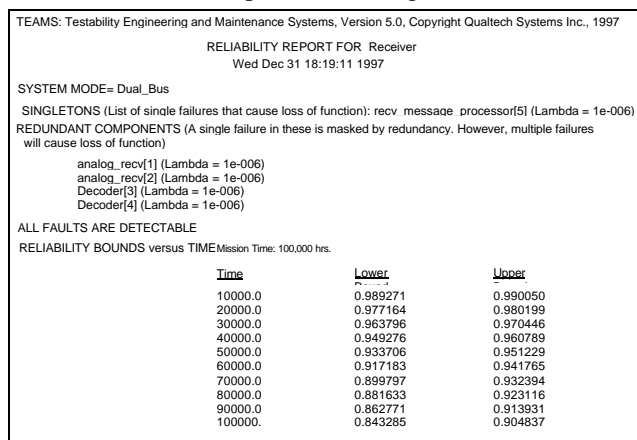 TEAMS: Testability Engineering and Maintenance Systems, Version 5.0, Copyright Qualtech Systems Inc., 1997
RELIABILITY REPORT FOR Receiver
Wed Dec 31 18:19:11 1997
SYSTEM MODE= Dual_Bus
SINGLETONS (List of single failures that cause loss of function): recv_message_processor[5] (Lambda = 1e-006)
REDUNDANT COMPONENTS (A single failure in these is masked by redundancy. However, multiple failures
will cause loss of function)
analog_recv[1] (Lambda = 1e-006)
analog_recv[2] (Lambda = 1e-006)
Decoder[3] (Lambda = 1e-006)
Decoder[4] (Lambda = 1e-006)
ALL FAULTS ARE DETECTABLE
RELIABILITY BOUNDS versus TIME Mission Time: 100,000 hrs.
Time Lower Upper
10000.0 0.989271 0.990050
20000.0 0.977164 0.980199
30000.0 0.963796 0.970446
40000.0 0.949276 0.960789
50000.0 0.933706 0.951229
60000.0 0.917183 0.941765
70000.0 0.899797 0.932394
80000.0 0.881633 0.923116
90000.0 0.862771 0.913931
100000. 0.843285 0.904837